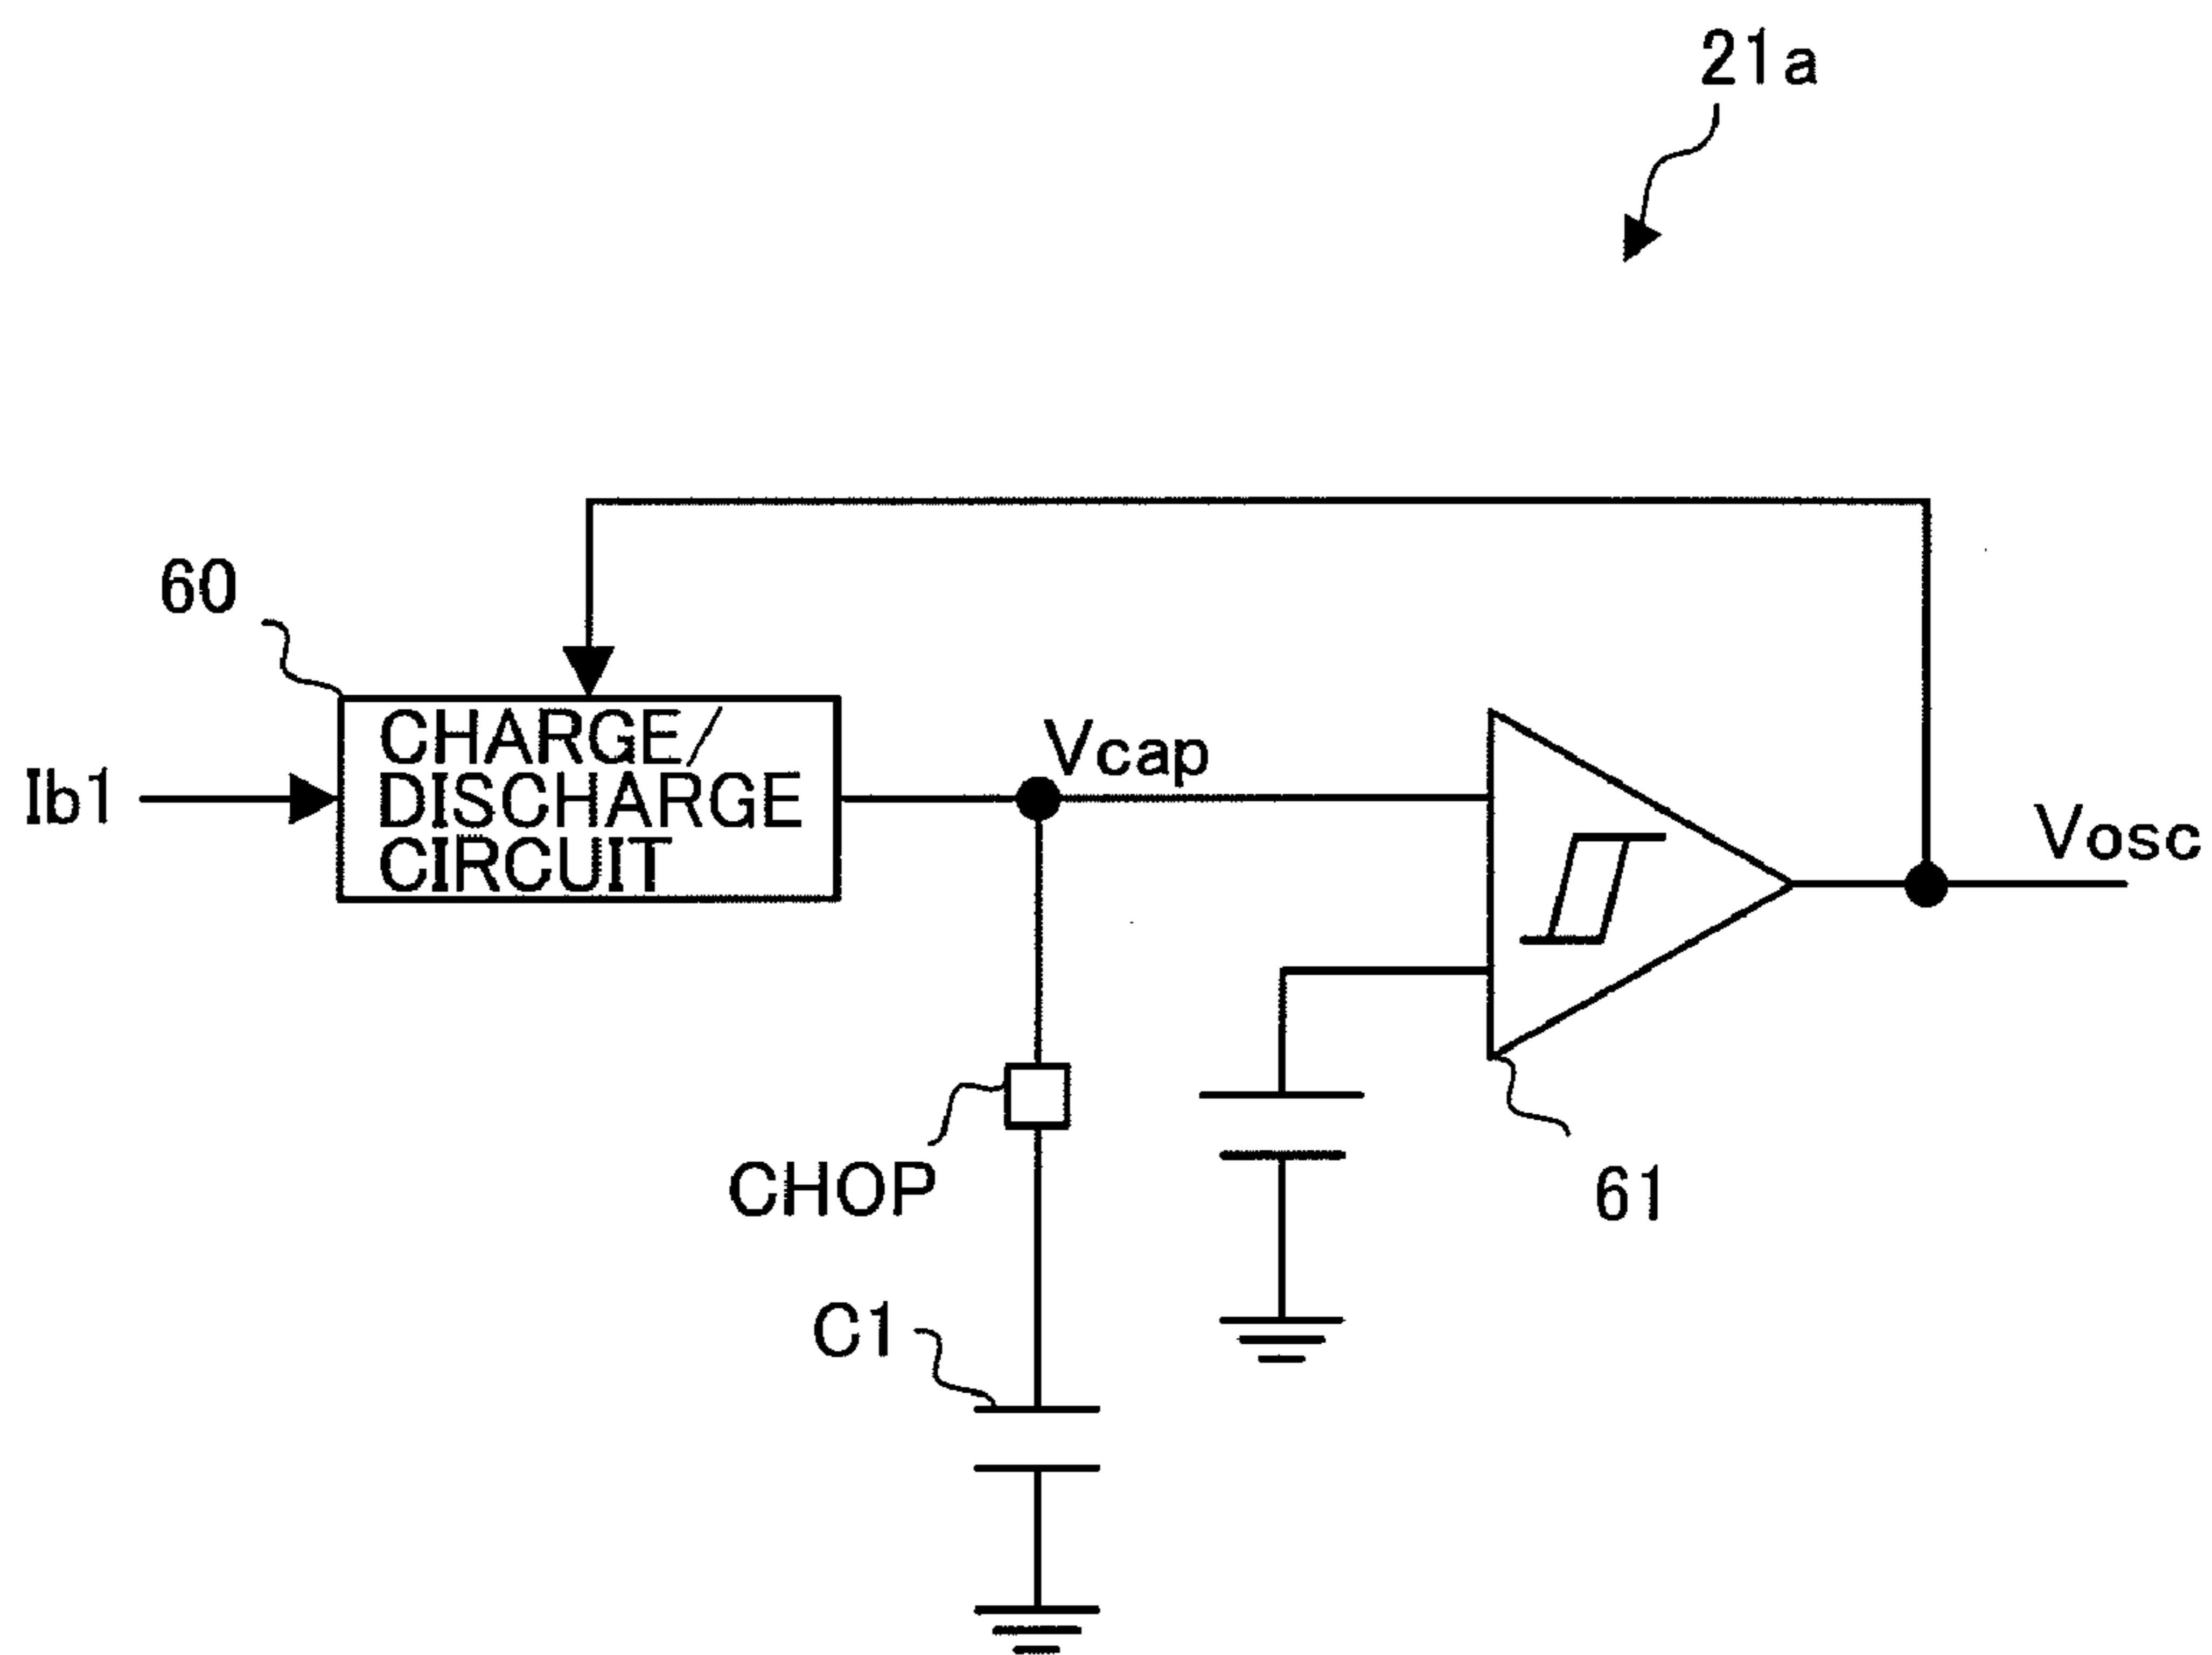 21a
60
CHARGE/
DISCHARGE
CIRCUIT
Ib1
Vcap
Vosc
CHOP
61
C1